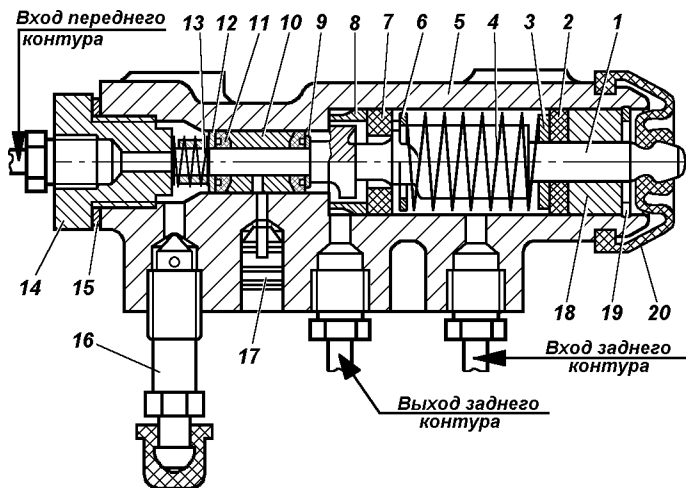 Вход переднего
контура
13 12 11 10 9 8 7 6 5 4 3 2 1
14 15 16 17 18 19 20
Вход заднего
контура
Выход заднего
контура